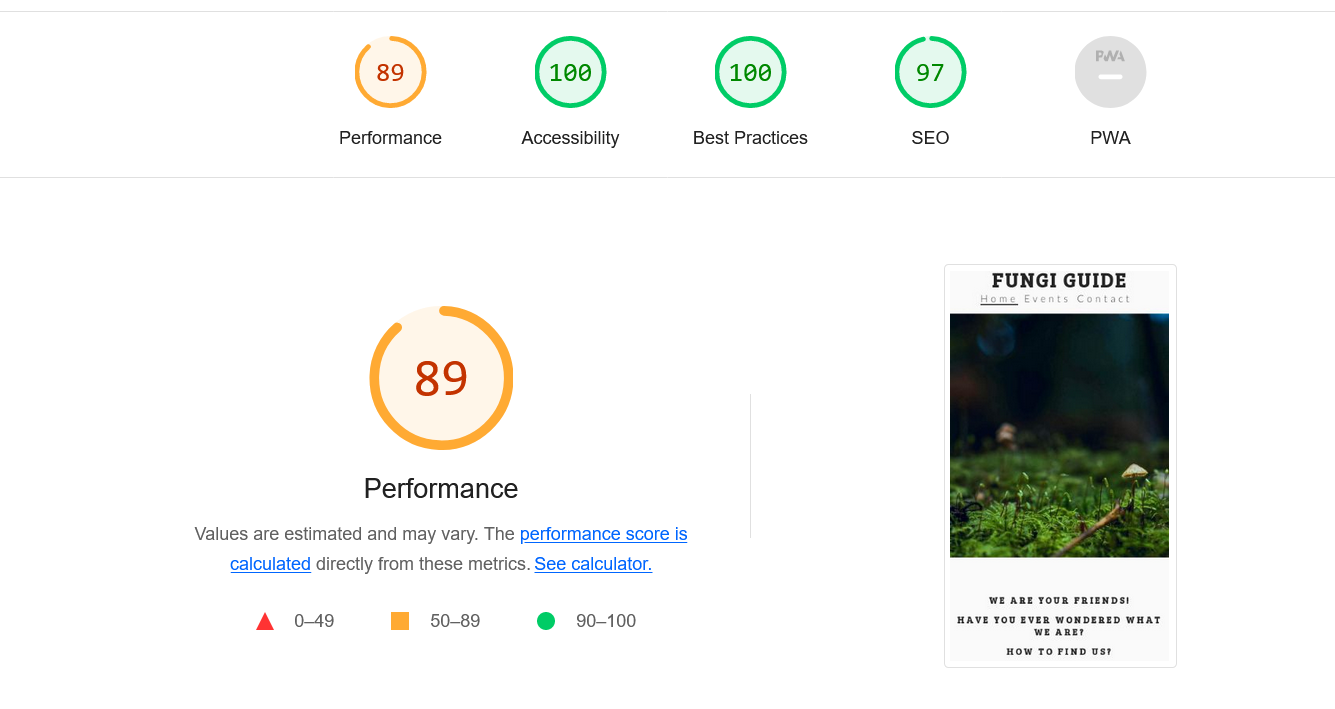 89
100
100
97
PWA
Performance
Accessibility
Best Practices
SEO
PWA
89
Performance
Values are estimated and may vary. The performance score is
calculated directly from these metrics. See calculator.
0–49
50–89
90–100
FUNGI GUIDE
Home Events Contact
WE ARE YOUR FRIENDS!
HAVE YOU EVER WONDERED WHAT
WE ARE?
HOW TO FIND US?